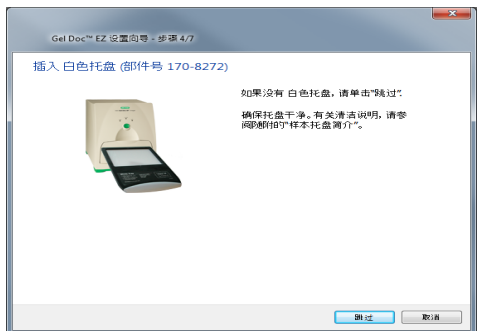 Gel Doc™ EZ 设置向导 - 步骤 4/7
插入 白色托盘 (部件号 170-8272)
如果没有 白色托盘, 请单击"跳过".
确保托盘干净。有关清洁说明, 请参
阅随附的"样本托盘简介"。
跳过
取消